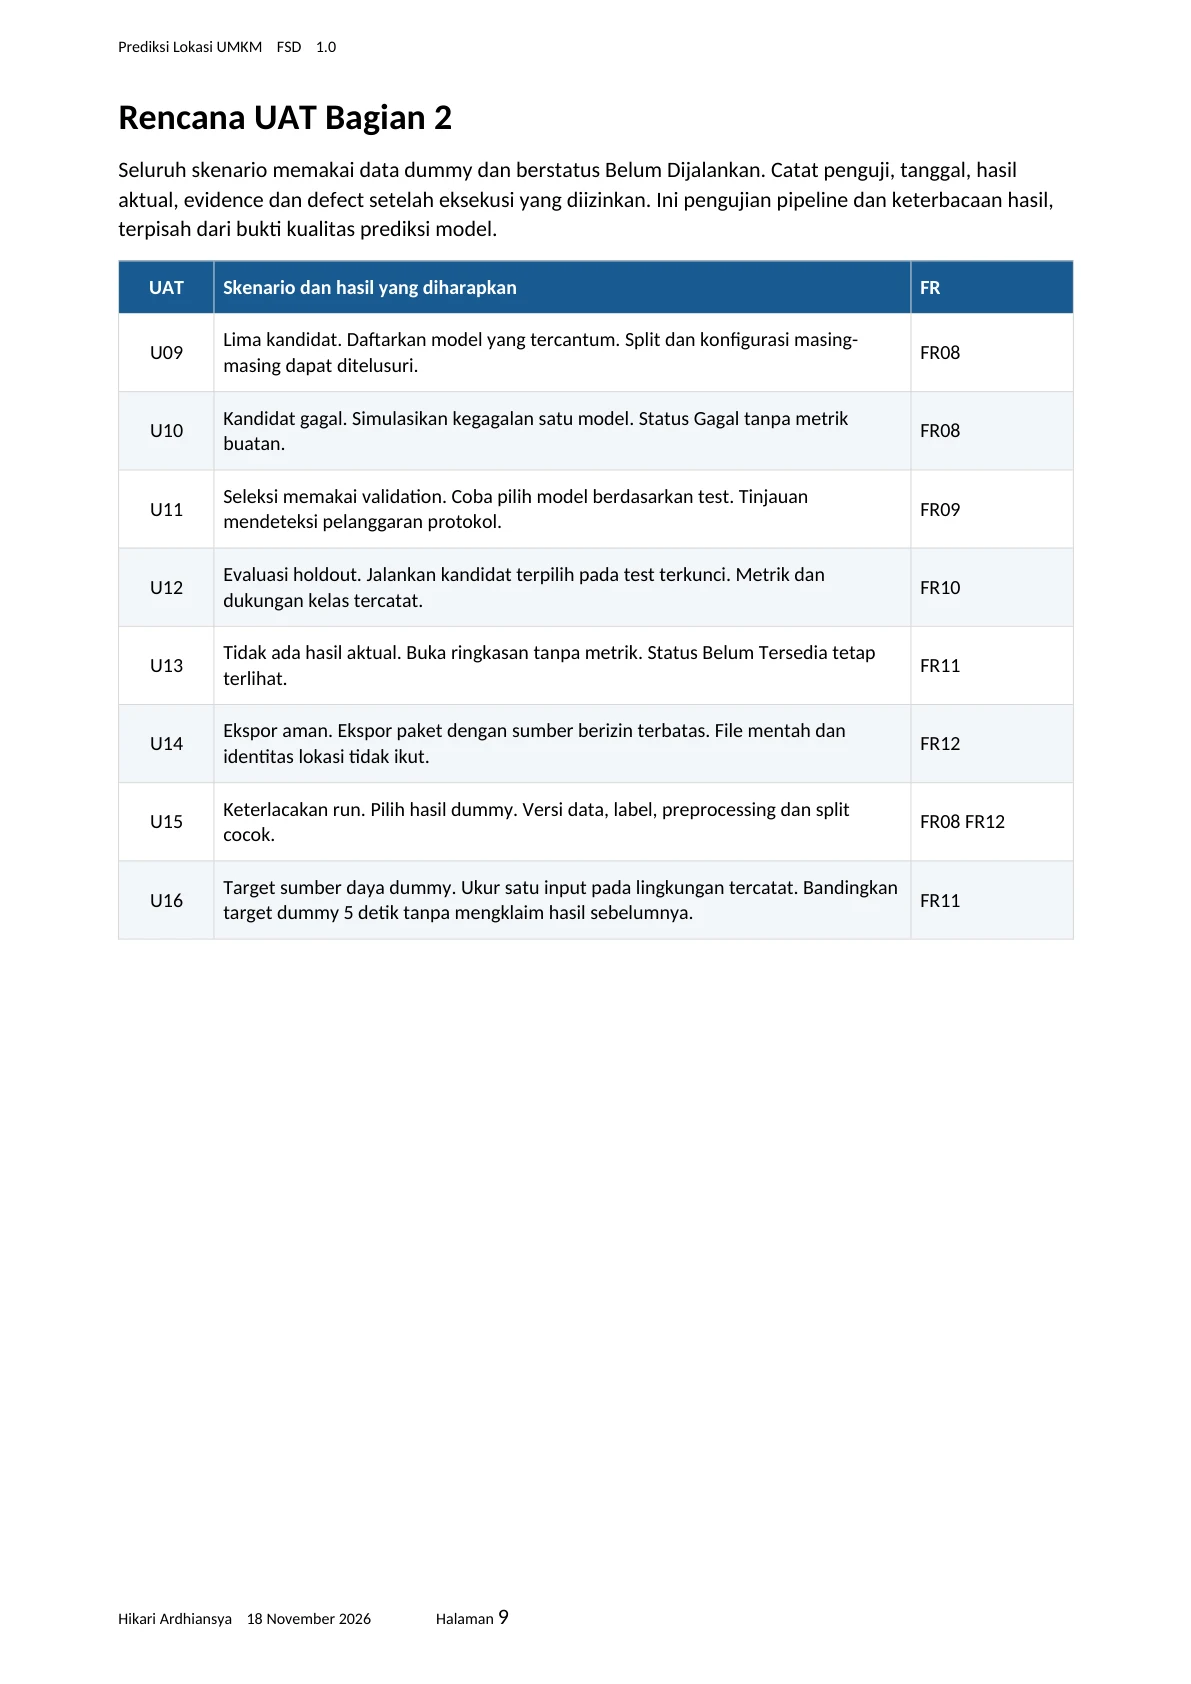 Prediksi Lokasi UMKM FSD 1.0
Rencana UAT Bagian 2
Seluruh skenario memakai data dummy dan berstatus Belum Dijalankan. Catat penguji, tanggal, hasil
aktual, evidence dan defect setelah eksekusi yang diizinkan. Ini pengujian pipeline dan keterbacaan hasil,
terpisah dari bukti kualitas prediksi model.
UAT Skenario dan hasil yang diharapkan FR
U09 Lima kandidat. Daftarkan model yang tercantum. Split dan konfigurasi masing-
masing dapat ditelusuri. FR08
U10 Kandidat gagal. Simulasikan kegagalan satu model. Status Gagal tanpa metrik
buatan. FR08
U11 Seleksi memakai validation. Coba pilih model berdasarkan test. Tinjauan
mendeteksi pelanggaran protokol. FR09
U12 Evaluasi holdout. Jalankan kandidat terpilih pada test terkunci. Metrik dan
dukungan kelas tercatat. FR10
U13 Tidak ada hasil aktual. Buka ringkasan tanpa metrik. Status Belum Tersedia tetap
terlihat. FR11
U14 Ekspor aman. Ekspor paket dengan sumber berizin terbatas. File mentah dan
identitas lokasi tidak ikut. FR12
U15 Keterlacakan run. Pilih hasil dummy. Versi data, label, preprocessing dan split
cocok. FR08 FR12
U16 Target sumber daya dummy. Ukur satu input pada lingkungan tercatat. Bandingkan
target dummy 5 detik tanpa mengklaim hasil sebelumnya. FR11
Hikari Ardhiansya 18 November 2026 Halaman 9